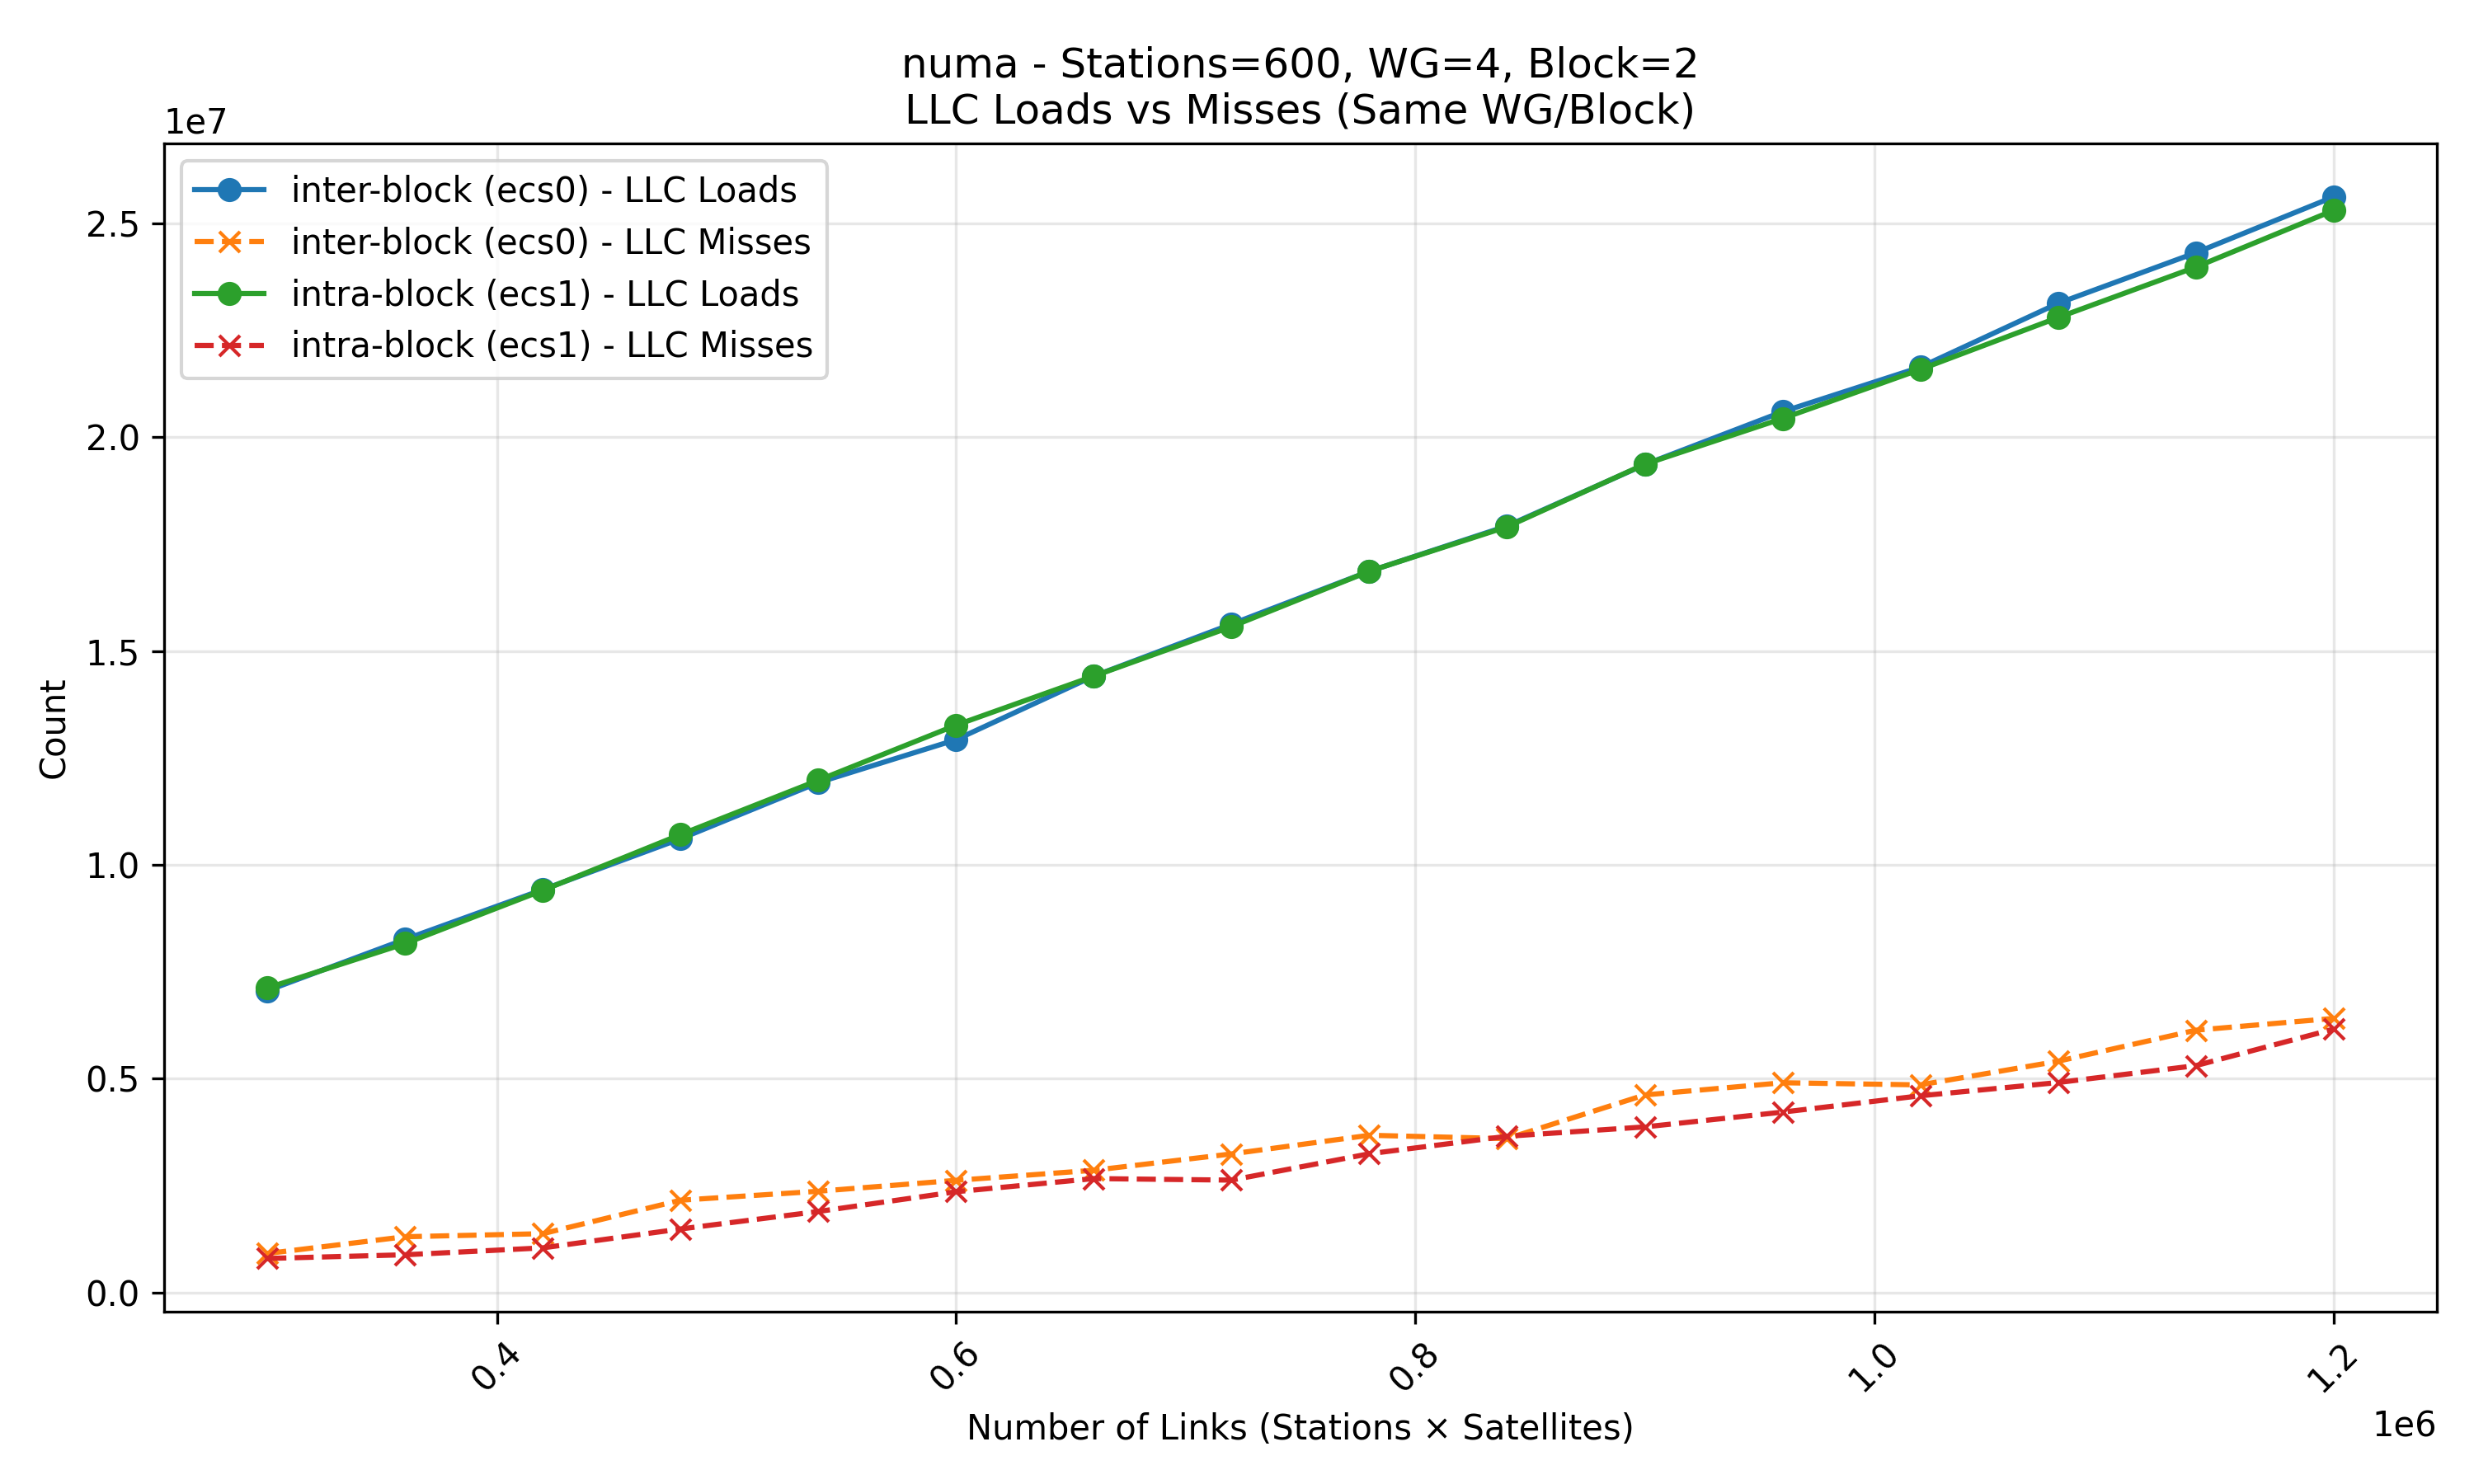 numa - Stations=600, WG=4, Block=2
LLC Loads vs Misses (Same WG/Block)
1e7
inter-block (ecs0) - LLC Loads
inter-block (ecs0) - LLC Misses
intra-block (ecs1) - LLC Loads
intra-block (ecs1) - LLC Misses
2.5
2.0
1.5
1.0
0.5
0.0
Count
0.4
0.6
0.8
1.0
1.2
Number of Links (Stations × Satellites)
1e6